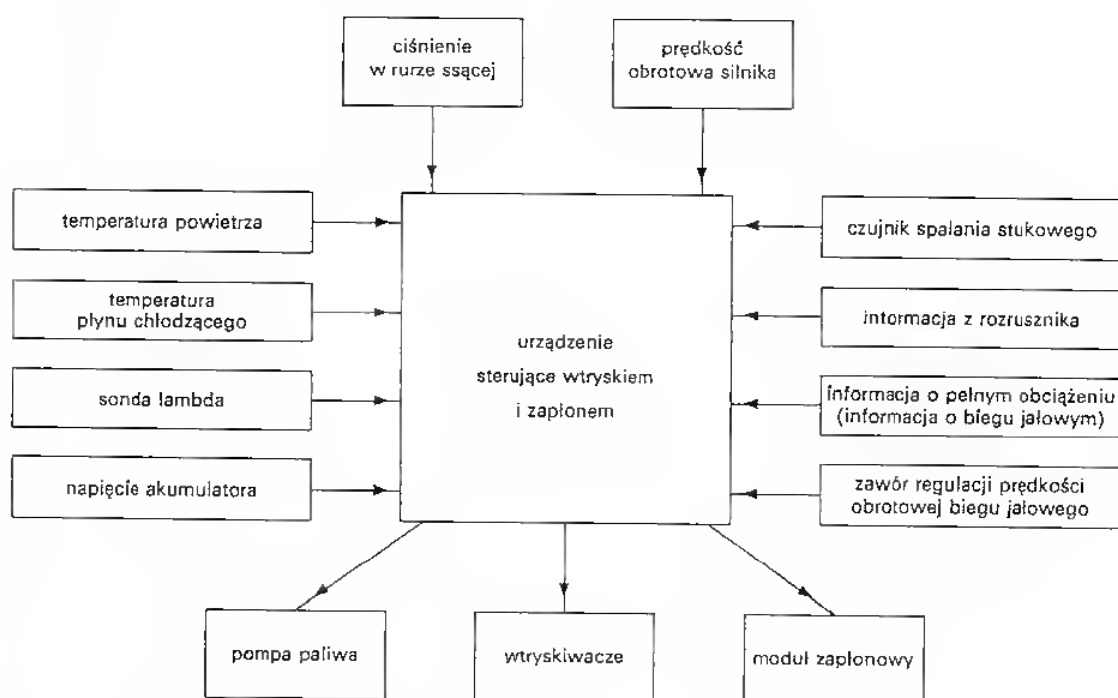 ciśnienie
w rurze ssącej
prędkość
obrotowa silnika
temperatura powietrza
temperatura
płynu chłodzącego
sonda lambda
napięcie akumulatora
urządzenie
sterujące wtryskiem
i zapłonem
czujnik spalania stukowego
informacja z rozrusznika
informacja o pełnym obciążeniu
(informacja o biegu jałowym)
zawór regulacji prędkości
obrotowej biegu jałowego
pompa paliwa
wtryskiwacze
moduł zapłonowy